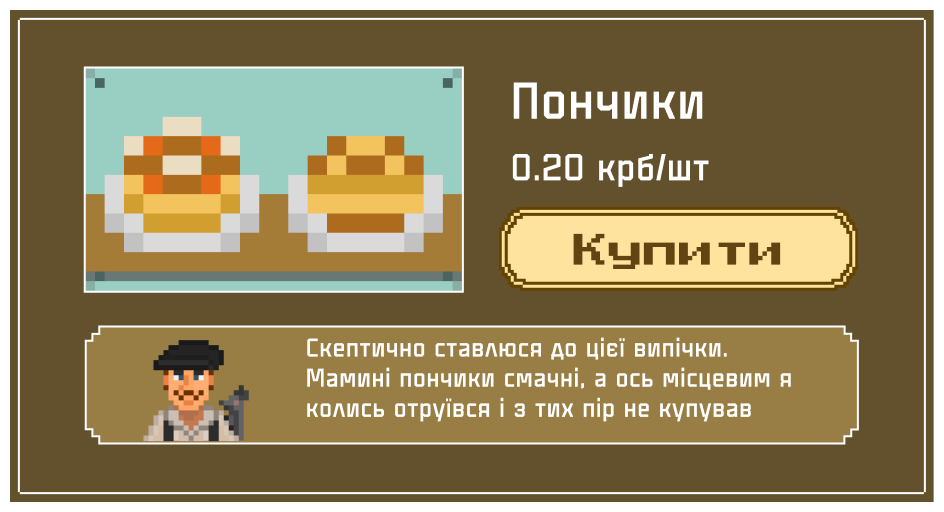 Пончики
0.20 крб/шт
Купити
Скептично ставлюся до цієї випічки.
Мамині пончики смачні, а ось місцевим я
колись отруївся і з тих пір не купував